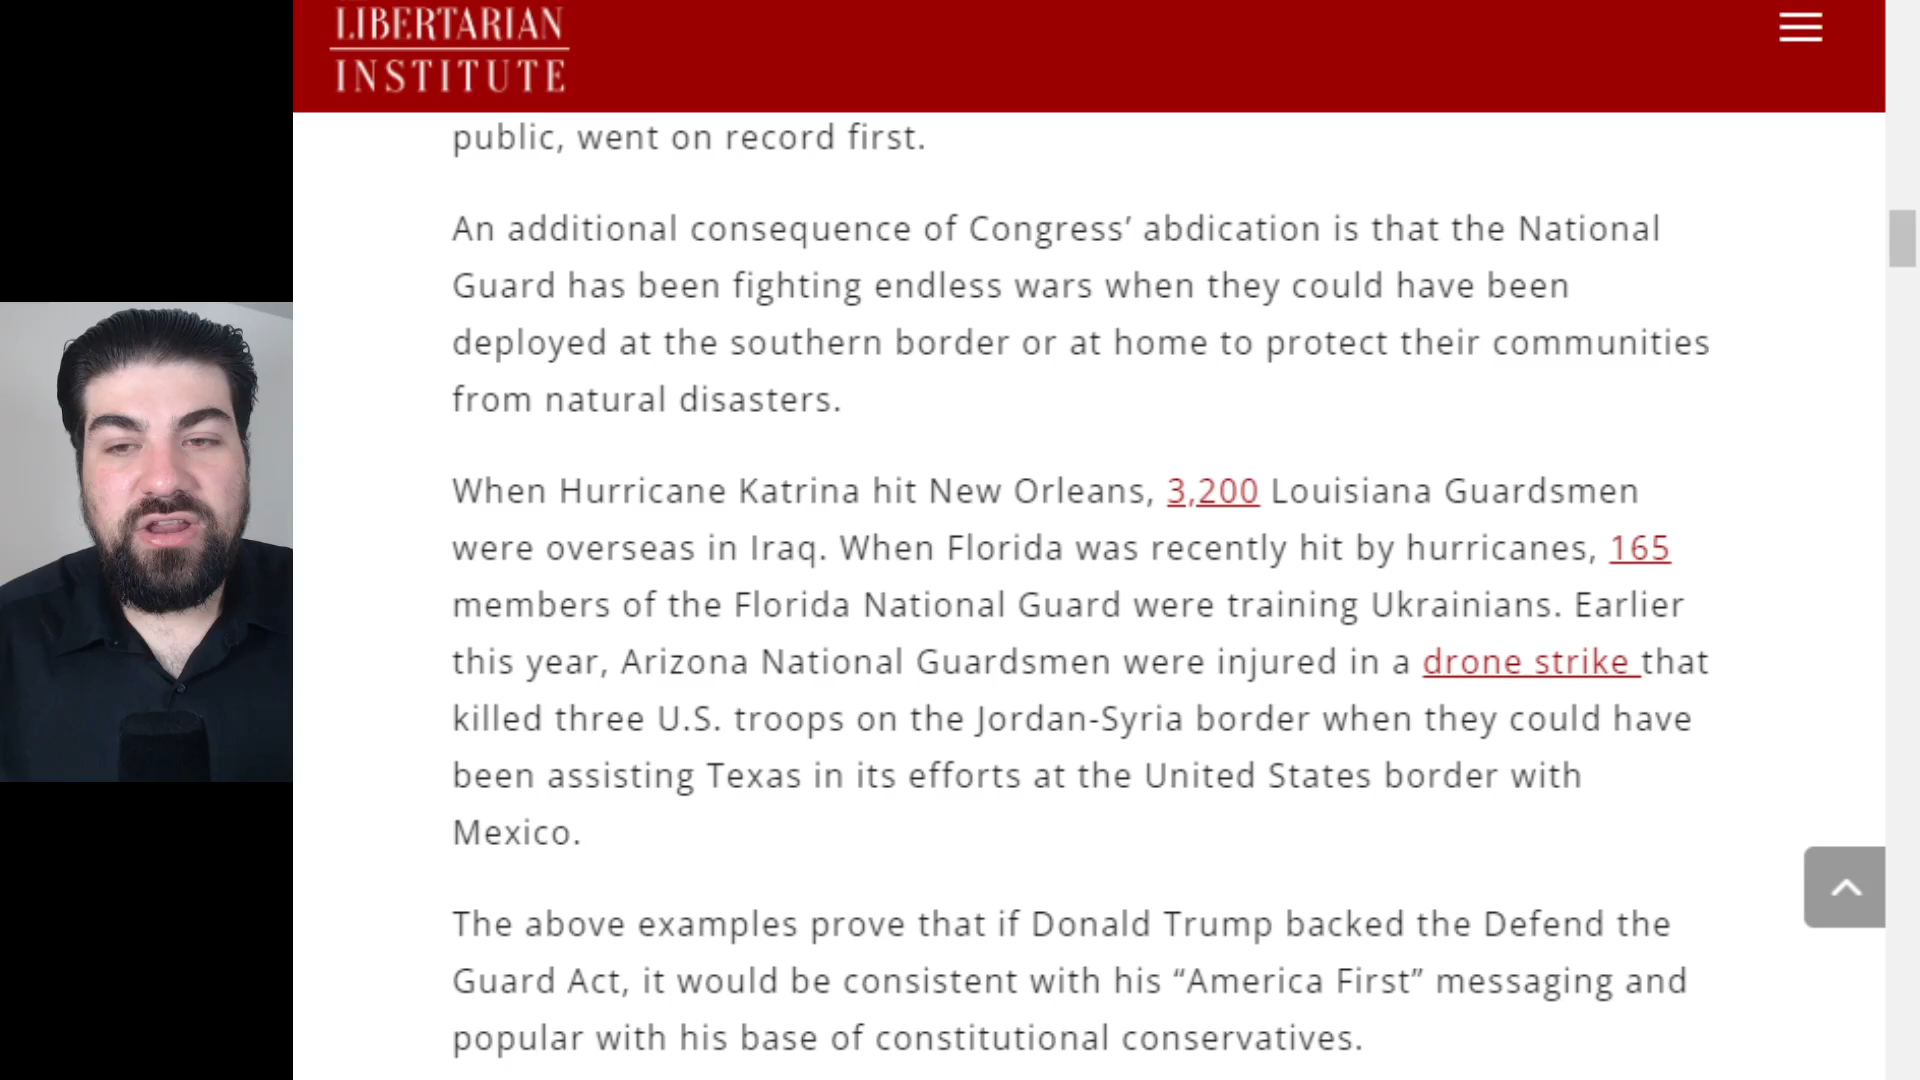 LIBERTARIAN
INSTITUTE
public, went on record first.
An additional consequence of Congress’ abdication is that the National
Guard has been fighting endless wars when they could have been
deployed at the southern border or at home to protect their communities
from natural disasters.
When Hurricane Katrina hit New Orleans, 3,200 Louisiana Guardsmen
were overseas in Iraq. When Florida was recently hit by hurricanes, 165
members of the Florida National Guard were training Ukrainians. Earlier
this year, Arizona National Guardsmen were injured in a drone strike that
killed three U.S. troops on the Jordan-Syria border when they could have
been assisting Texas in its efforts at the United States border with
Mexico.
The above examples prove that if Donald Trump backed the Defend the
Guard Act, it would be consistent with his “America First” messaging and
popular with his base of constitutional conservatives.